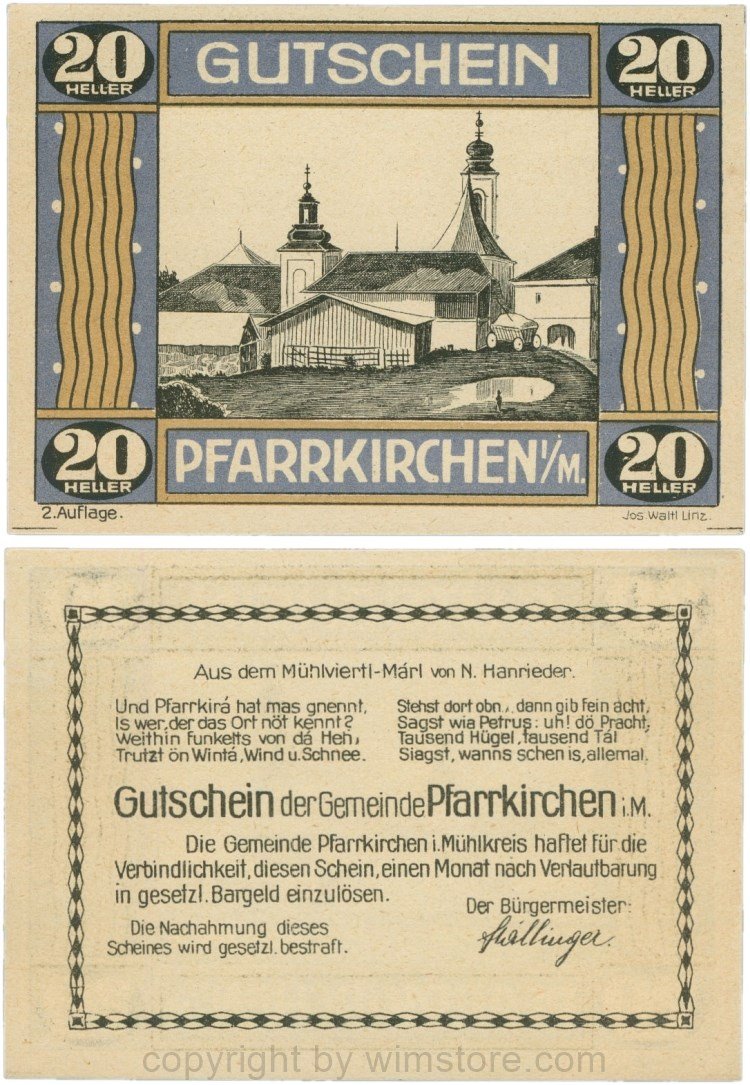 20 HELLER
GUTSCHEIN
20 HELLER
20 HELLER
PFARRKIRCHEN I/M.
20 HELLER
2. Auflage.
Jos. Waltl Linz.
Aus dem Mühlviertl-Márl von N. Hanrieder.
Und Pfarrkirá hat mas gnennt,
Is wer, der das Ort nöt kennt?
Weithin funkelts von dá Heh,
Trutzt ön Wintá, Wind u. Schnee.
Stehst dort obn., dann gib fein ácht,
Sagst wia Petrus: uh! dö Pracht,
Tausend Hügel, tausend Tál
Siagst, wanns schen is, allemal.
Gutschein der Gemeinde Pfarrkirchen i.M.
Die Gemeinde Pfarrkirchen i. Mühlkreis haftet für die
Verbindlichkeit, diesen Schein, einen Monat nach Verlautbarung
in gesetzl. Bargeld einzulösen.
Der Bürgermeister:
Die Nachahmung dieses
Scheines wird gesetzl. bestraft.
copyright by wimstore.com